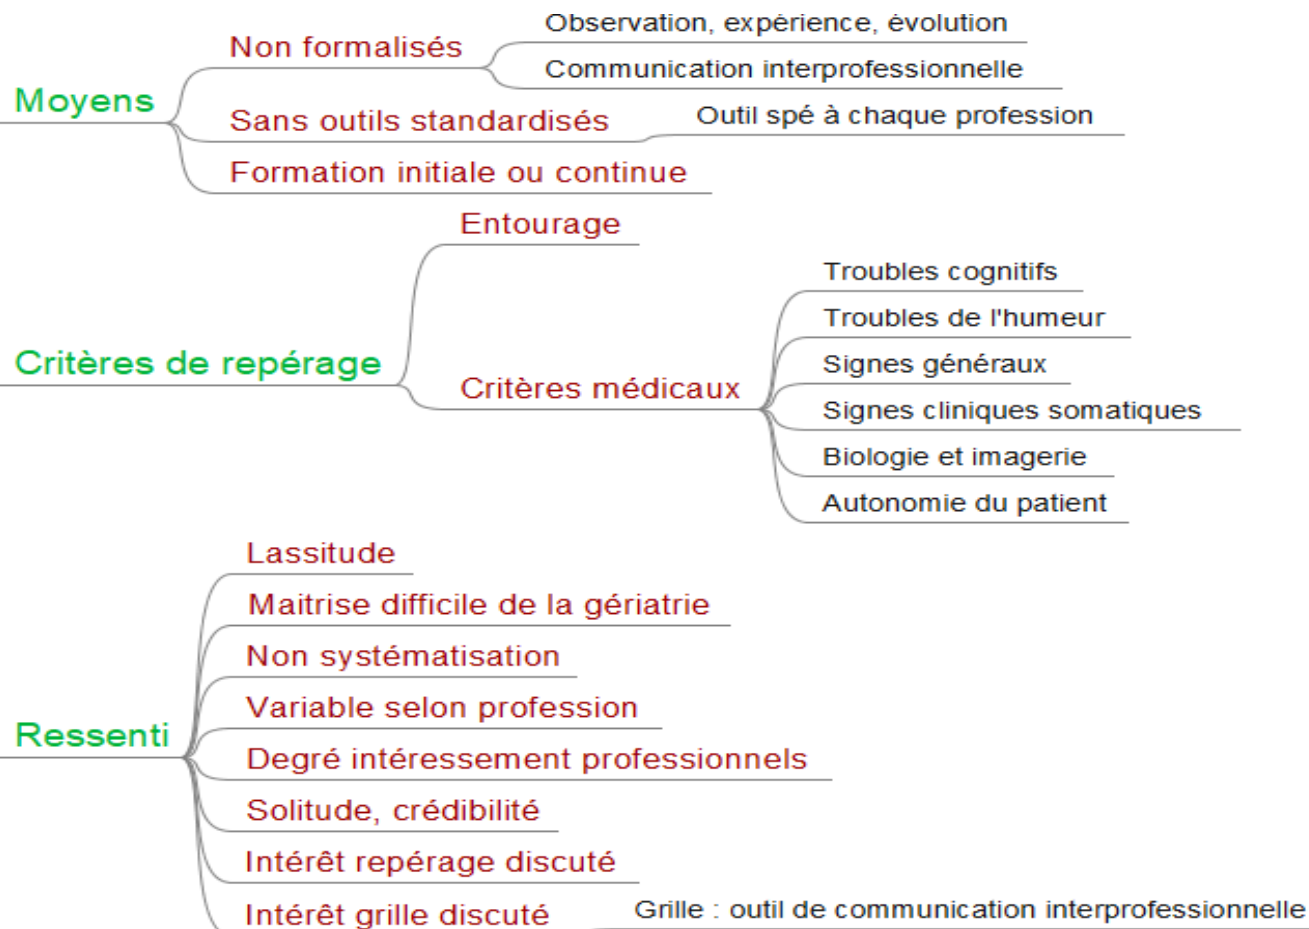 Moyens
Non formalisés
Observation, expérience, évolution
Communication interprofessionnelle
Sans outils standardisés
Outil spé à chaque profession
Formation initiale ou continue
Critères de repérage
Entourage
Critères médicaux
Troubles cognitifs
Troubles de l'humeur
Signes généraux
Signes cliniques somatiques
Biologie et imagerie
Autonomie du patient
Ressenti
Lassitude
Maitrise difficile de la gériatrie
Non systématisation
Variable selon profession
Degré intéressement professionnels
Solitude, crédibilité
Intérêt repérage discuté
Intérêt grille discuté
Grille : outil de communication interprofessionnelle